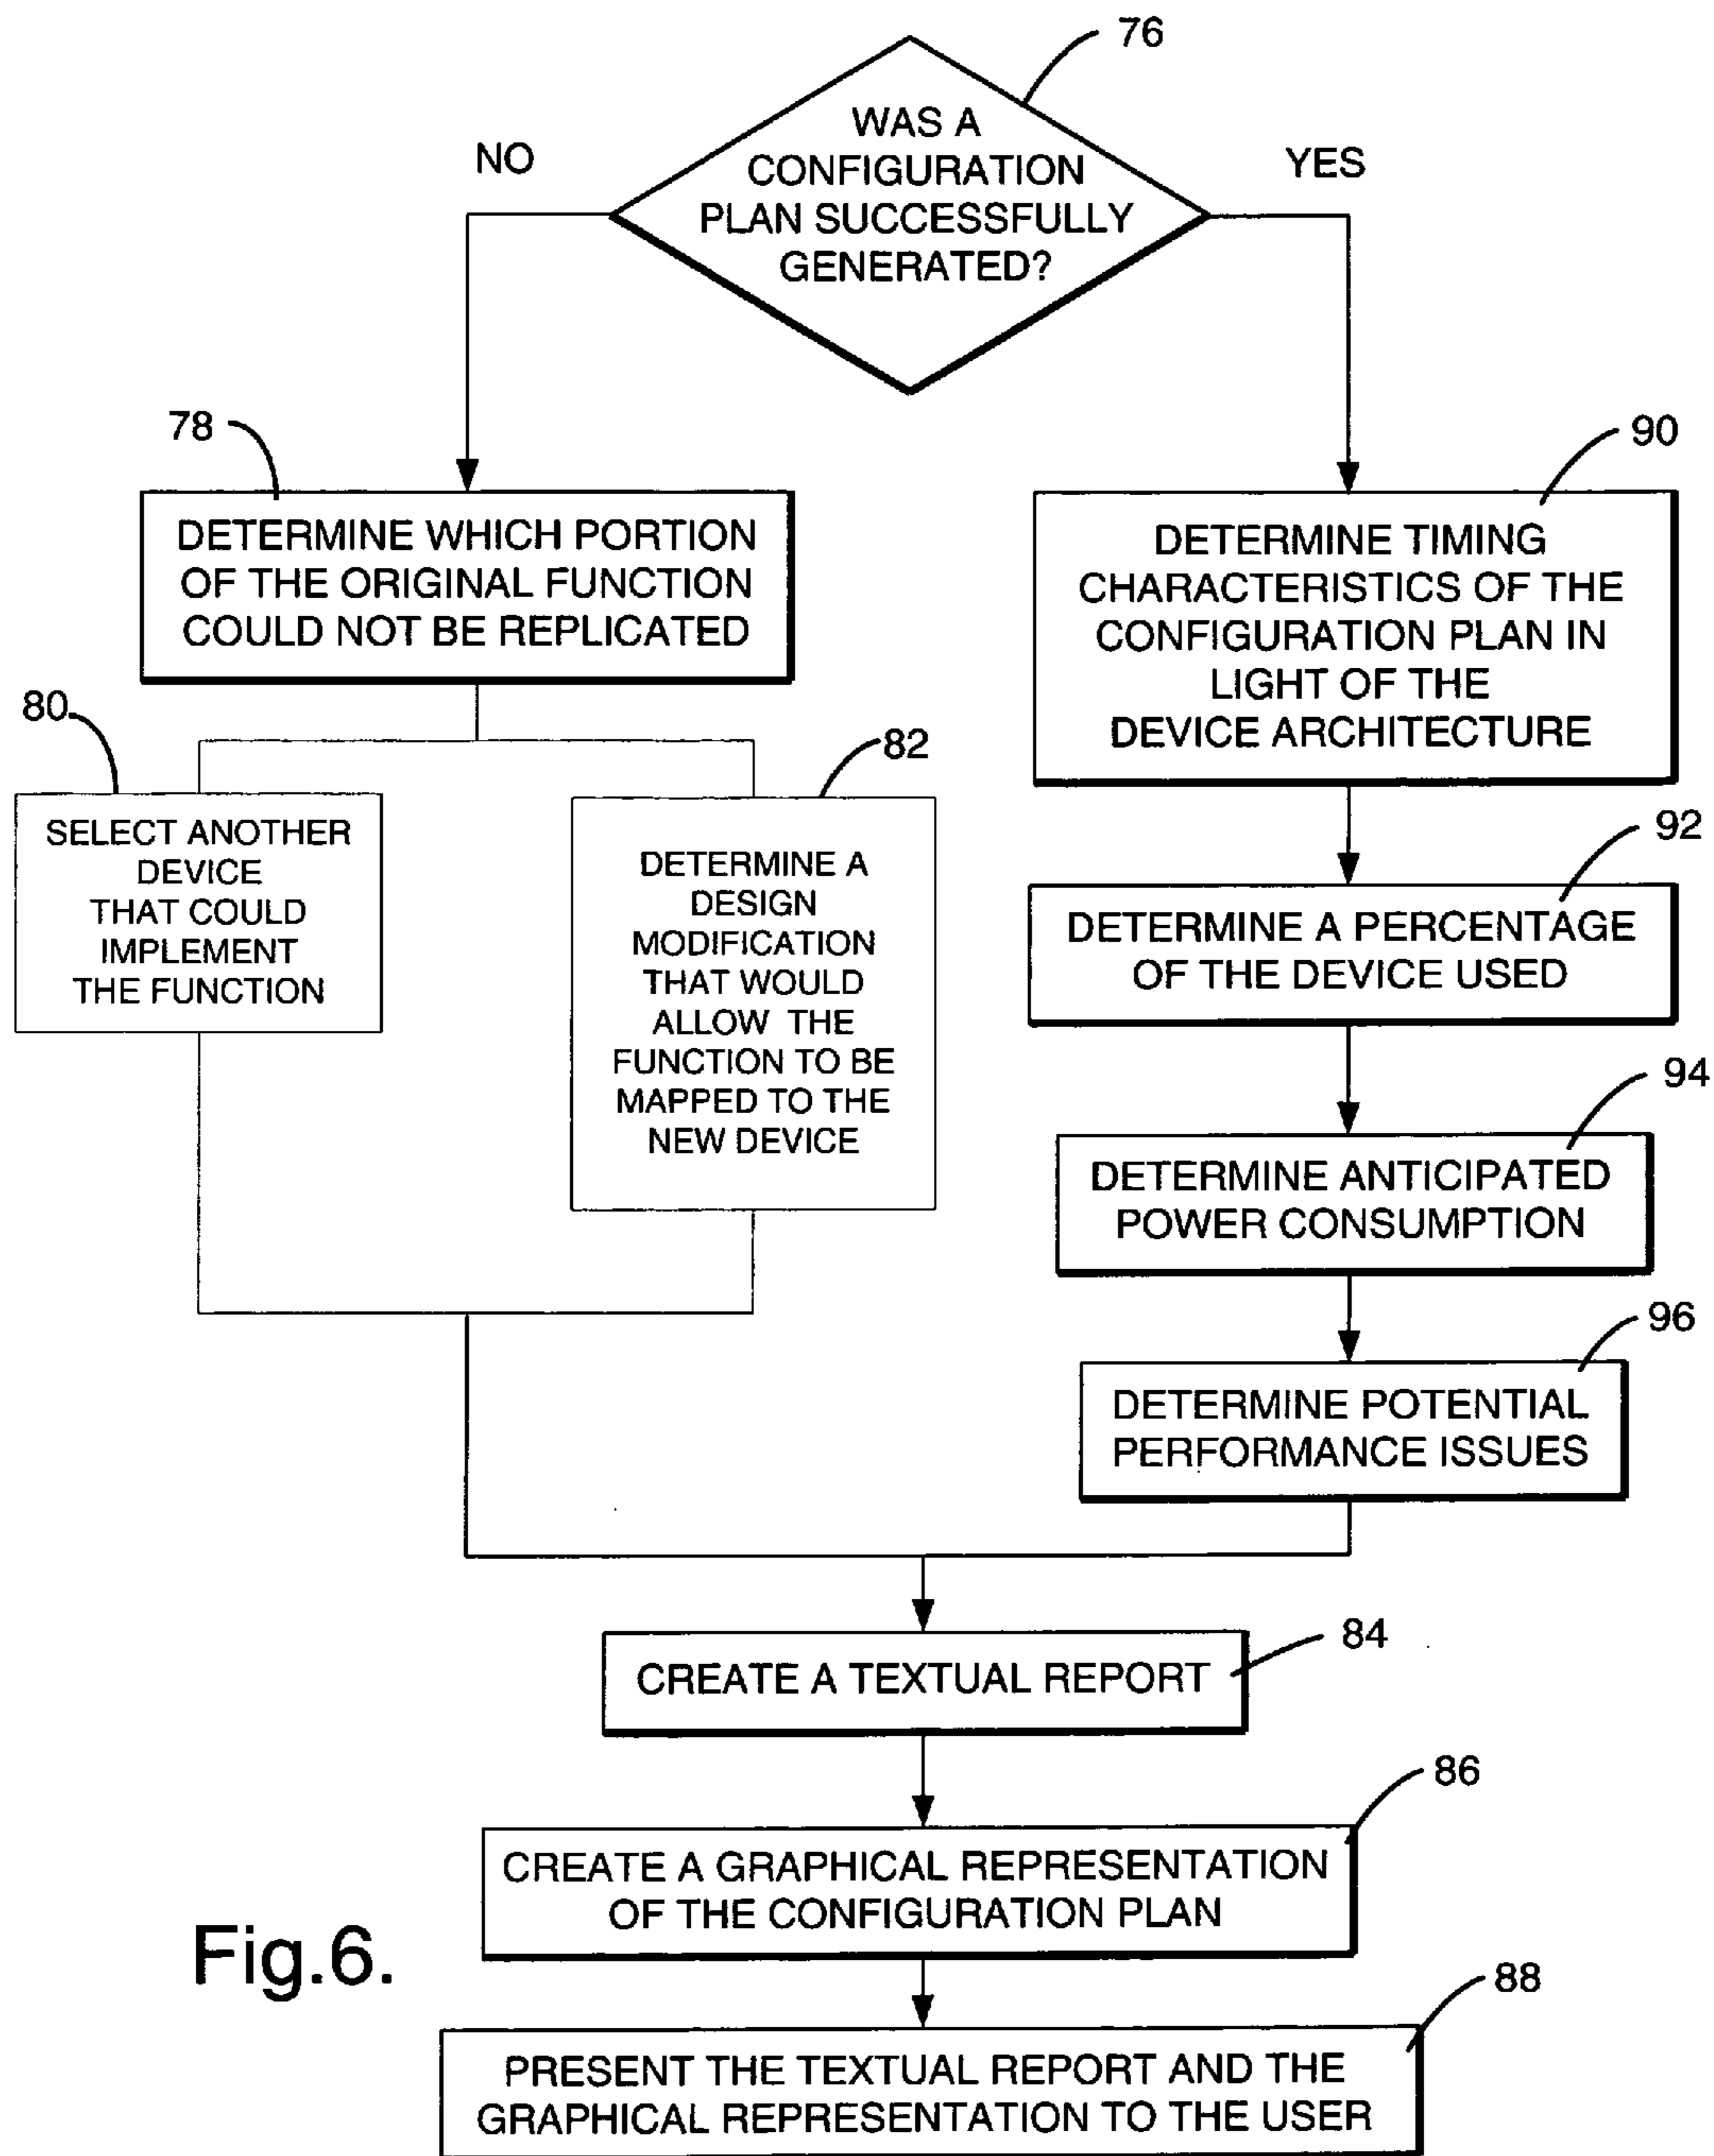 76
WAS A
CONFIGURATION
PLAN SUCCESSFULLY
GENERATED?
NO
YES
78
DETERMINE WHICH PORTION
OF THE ORIGINAL FUNCTION
COULD NOT BE REPLICATED
90
DETERMINE TIMING
CHARACTERISTICS OF THE
CONFIGURATION PLAN IN
LIGHT OF THE
DEVICE ARCHITECTURE
80
SELECT ANOTHER
DEVICE
THAT COULD
IMPLEMENT
THE FUNCTION
82
DETERMINE A
DESIGN
MODIFICATION
THAT WOULD
ALLOW THE
FUNCTION TO BE
MAPPED TO THE
NEW DEVICE
92
DETERMINE A PERCENTAGE
OF THE DEVICE USED
94
DETERMINE ANTICIPATED
POWER CONSUMPTION
96
DETERMINE POTENTIAL
PERFORMANCE ISSUES
84
CREATE A TEXTUAL REPORT
86
CREATE A GRAPHICAL REPRESENTATION
OF THE CONFIGURATION PLAN
Fig.6.
88
PRESENT THE TEXTUAL REPORT AND THE
GRAPHICAL REPRESENTATION TO THE USER